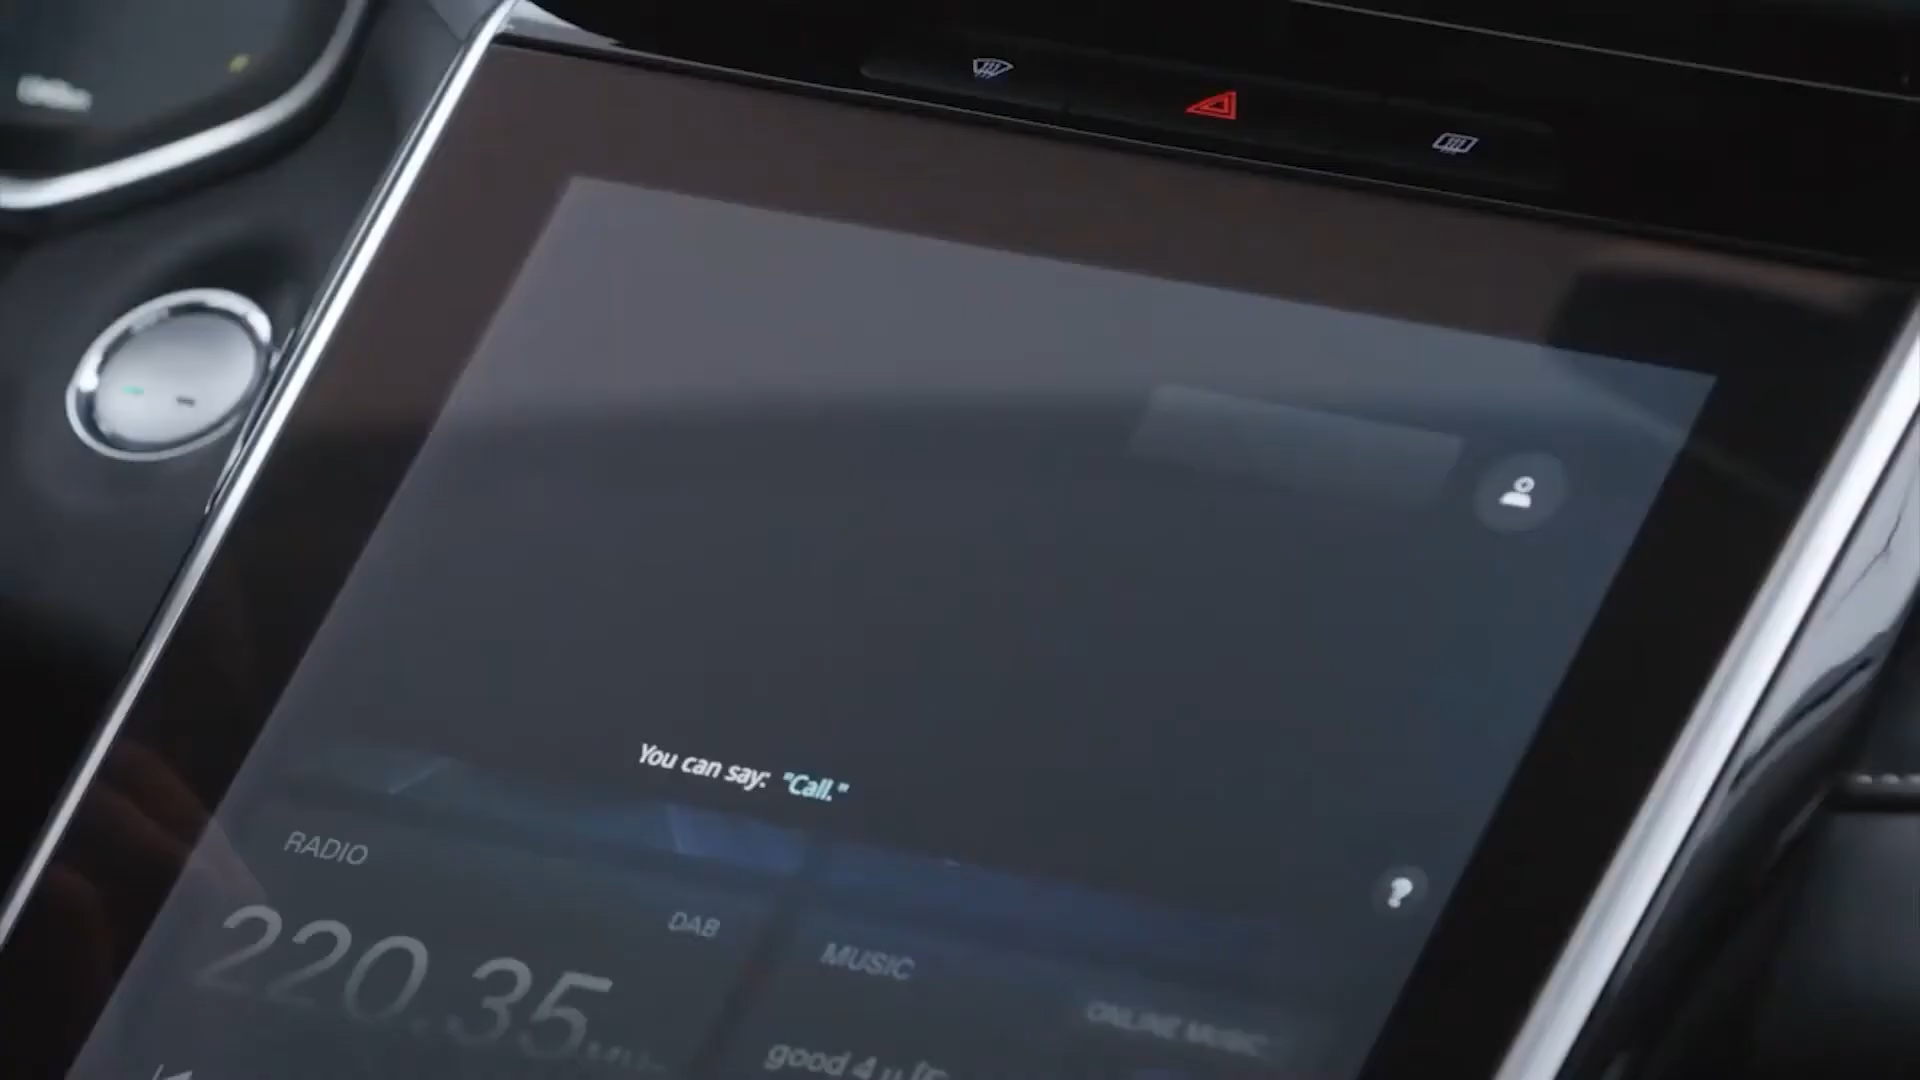 You can say: "Call."
RADIO
DAB
220.35
MUSIC
ONLINE MUSIC
good 4 u